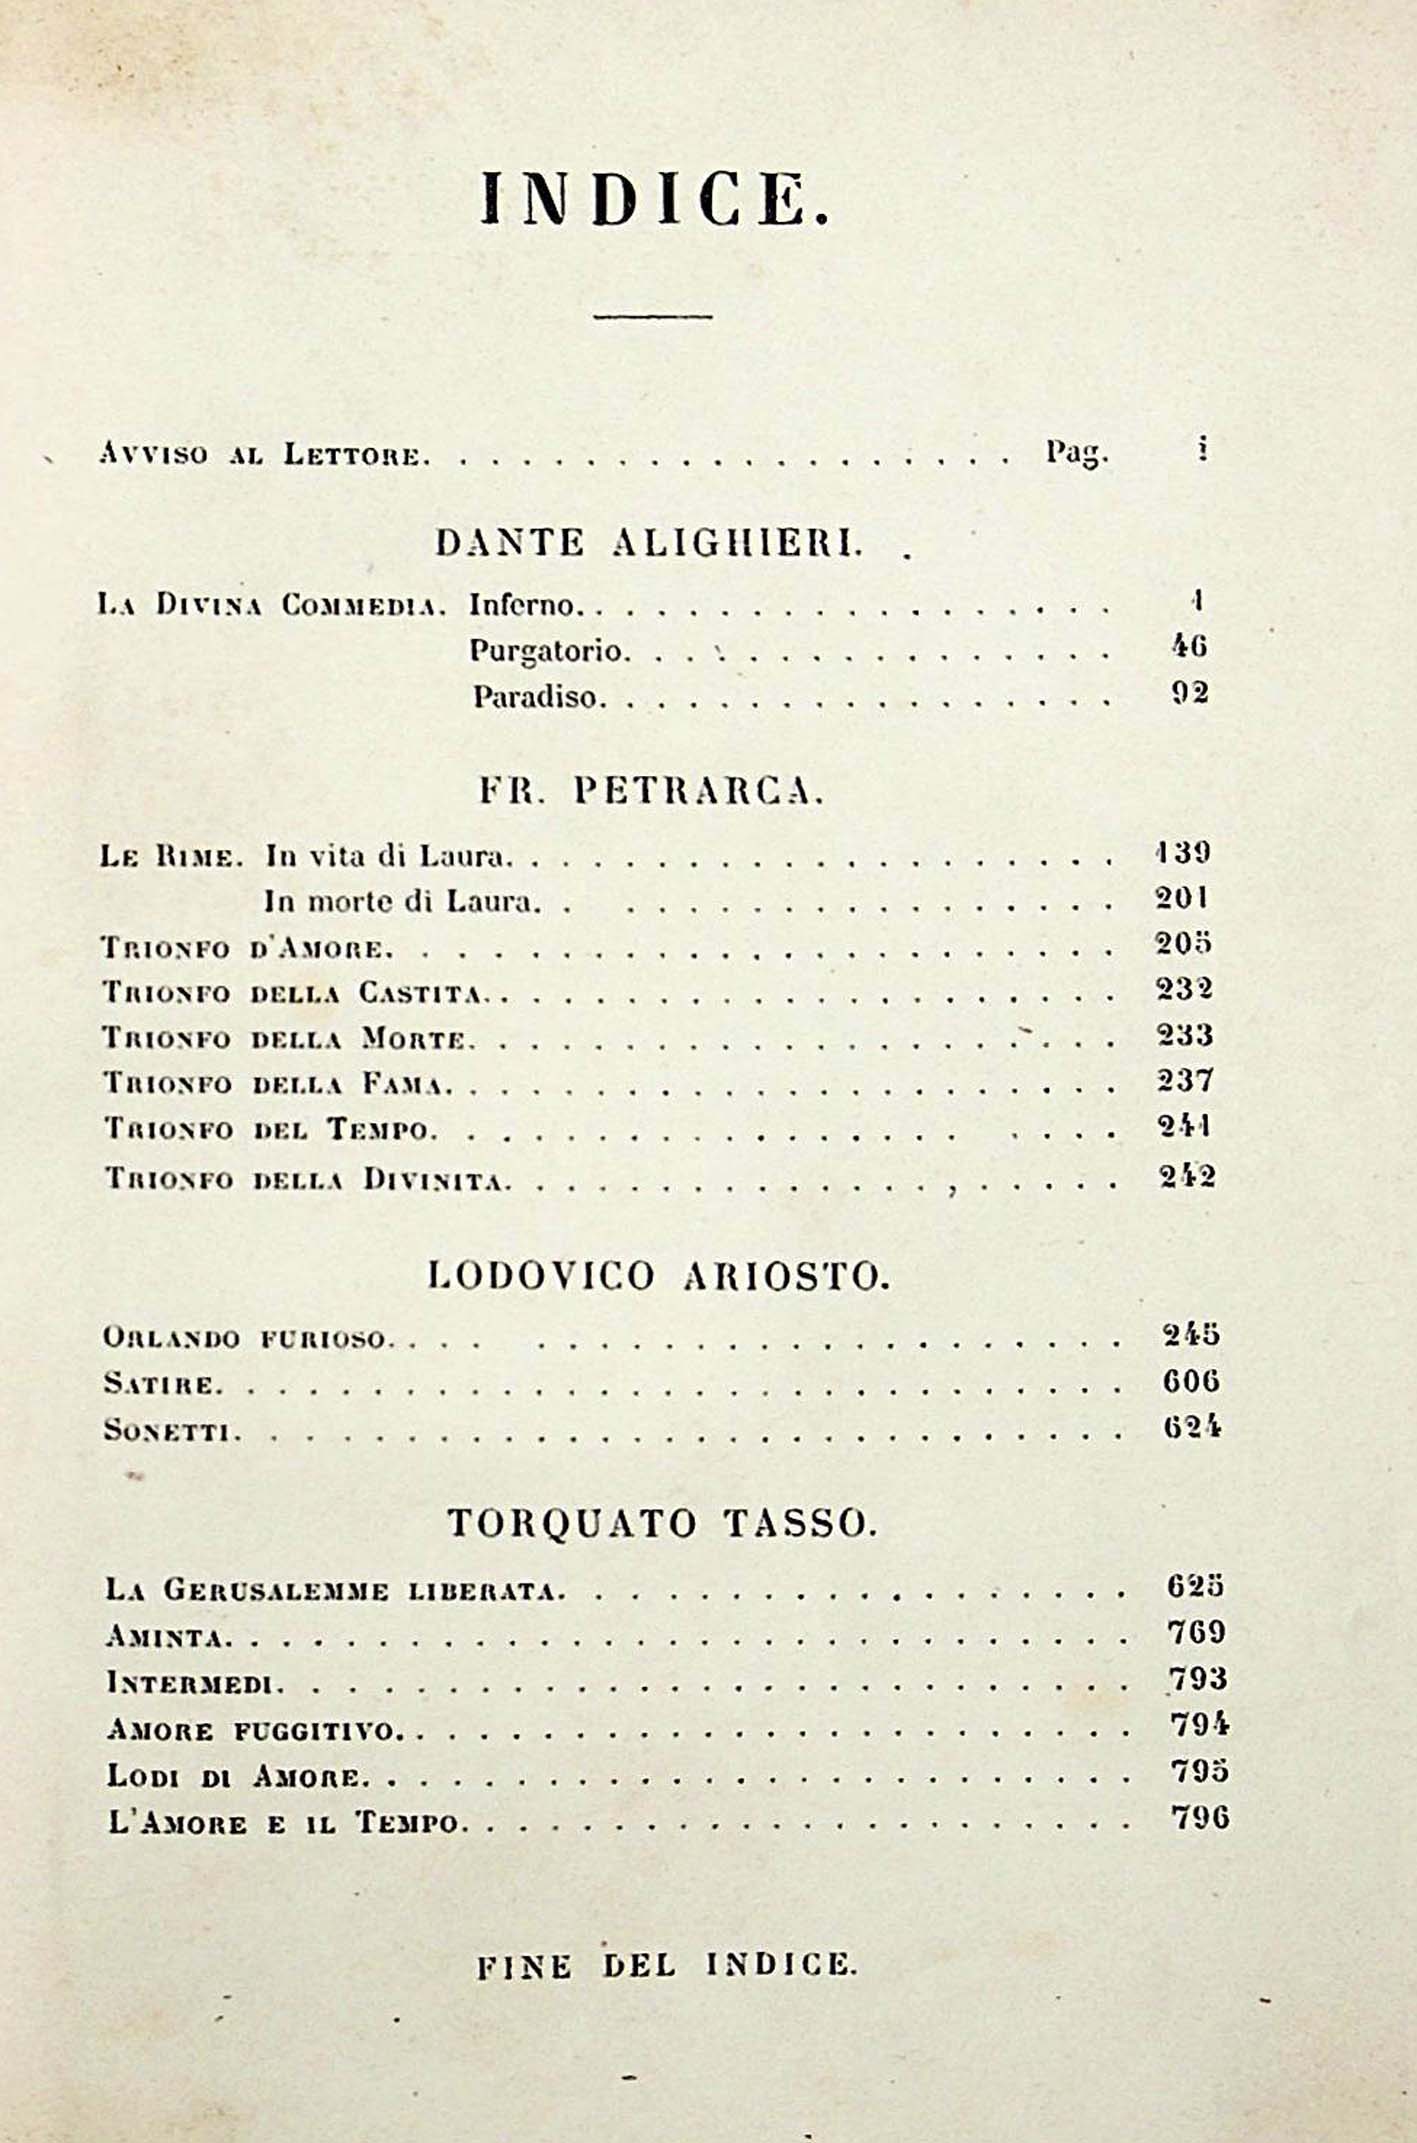 INDICE.
AVVISO AL LETTORE. . . . . . . . . . . . . . . . . . . Pag. i
DANTE ALIGHIERI.
LA DIVINA COMMEDIA. Inferno. . . . . . . . . . . . . . . . . . 1
Purgatorio. . . . . . . . . . . . . . . . 46
Paradiso. . . . . . . . . . . . . . . . . 92
FR. PETRARCA.
LE RIME. In vita di Laura. . . . . . . . . . . . . . . . . . . . 139
In morte di Laura. . . . . . . . . . . . . . . . . . . 201
TRIONFO D'AMORE. . . . . . . . . . . . . . . . . . . . . . . 205
TRIONFO DELLA CASTITA. . . . . . . . . . . . . . . . . . . . . 232
TRIONFO DELLA MORTE. . . . . . . . . . . . . . . . . . . . . 233
TRIONFO DELLA FAMA. . . . . . . . . . . . . . . . . . . . . . 237
TRIONFO DEL TEMPO. . . . . . . . . . . . . . . . . . . . . 241
TRIONFO DELLA DIVINITA. . . . . . . . . . . . . . . . . . . . 242
LODOVICO ARIOSTO.
ORLANDO FURIOSO. . . . . . . . . . . . . . . . . . . . . . . 245
SATIRE. . . . . . . . . . . . . . . . . . . . . . . . . . . . . 606
SONETTI. . . . . . . . . . . . . . . . . . . . . . . . . . . . 624
TORQUATO TASSO.
LA GERUSALEMME LIBERATA. . . . . . . . . . . . . . . . . . 625
AMINTA. . . . . . . . . . . . . . . . . . . . . . . . . . . . . 769
INTERMEDI. . . . . . . . . . . . . . . . . . . . . . . . . . . 793
AMORE FUGGITIVO. . . . . . . . . . . . . . . . . . . . . . . . 794
LODI DI AMORE. . . . . . . . . . . . . . . . . . . . . . . . . 795
L'AMORE E IL TEMPO. . . . . . . . . . . . . . . . . . . . . . 796
FINE DEL INDICE.